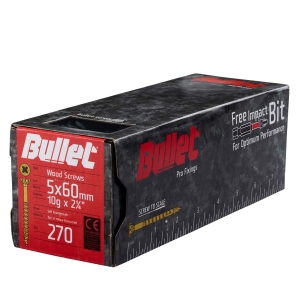 Bullet
Wood Screws
5x60mm
10g x 2⅜"
270
CE
Bullet
Pro Fixings
Free Impact
Bit
For Optimum Performance
SCREW TO SCALE